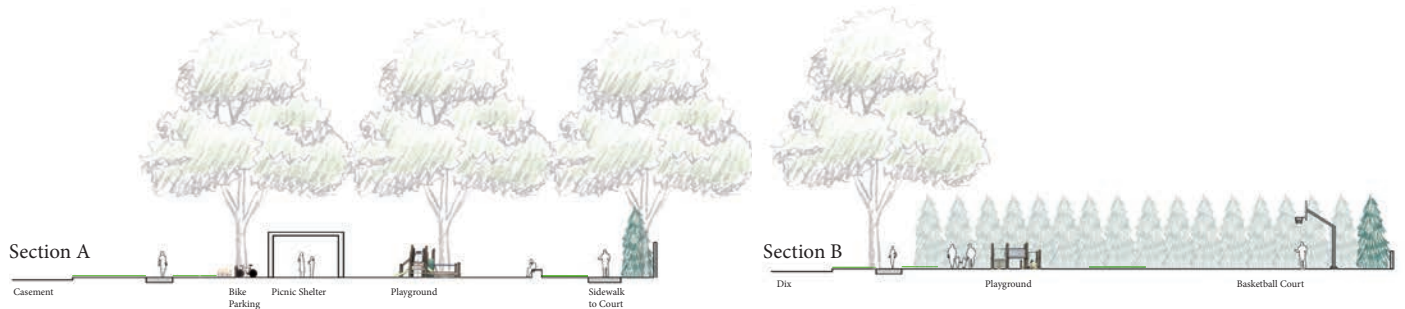 Section A
Casement
Bike
Parking
Picnic Shelter
Playground
Sidewalk
to Court
Section B
Dix
Playground
Basketball Court